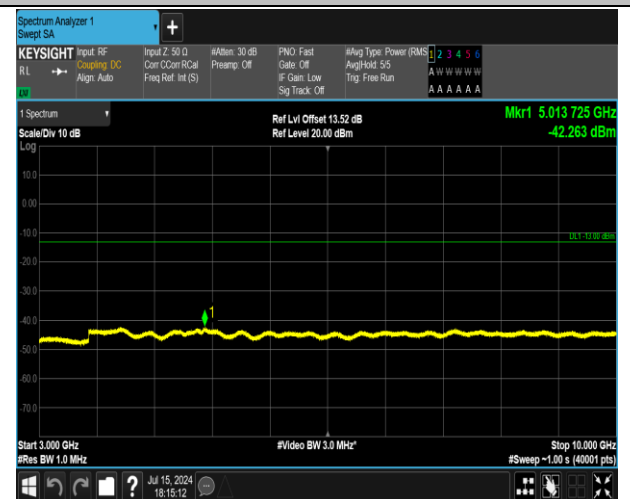 Spectrum Analyzer 1
Swept SA
+
KEYSIGHT
RL
Input: RF
Coupling: DC
Align: Auto
Input Z: 50 Ω
Corr CCorr RCal
Freq Ref: Int (S)
#Atten: 30 dB
Preamp: Off
PNO: Fast
Gate: Off
IF Gain: Low
Sig Track: Off
#Avg Type: Power (RMS
Avg|Hold: 5/5
Trig: Free Run
1 2 3 4 5 6
A W W W W W
A A A A A A
1 Spectrum
Scale/Div 10 dB
Log
Ref Lvl Offset 13.52 dB
Ref Level 20.00 dBm
Mkr1 5.013 725 GHz
-42.263 dBm
10.0
0.00
-10.0
DL1 -13.00 dBm
-20.0
-30.0
1
-40.0
-50.0
-60.0
-70.0
Start 3.000 GHz
#Video BW 3.0 MHz*
Stop 10.000 GHz
#Res BW 1.0 MHz
#Sweep ~1.00 s (40001 pts)
?
Jul 15, 2024
18:15:12